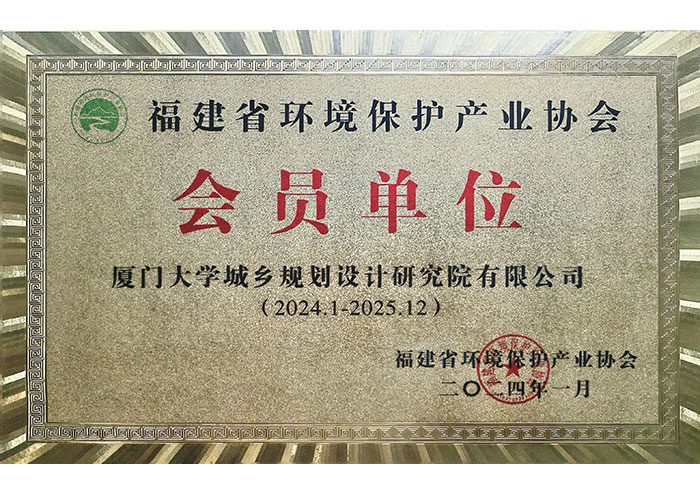 福建省环境保护产业协会
会员单位
厦门大学城乡规划设计研究院有限公司
（2024.1-2025.12）
福建省环境保护产业协会
二〇二四年一月